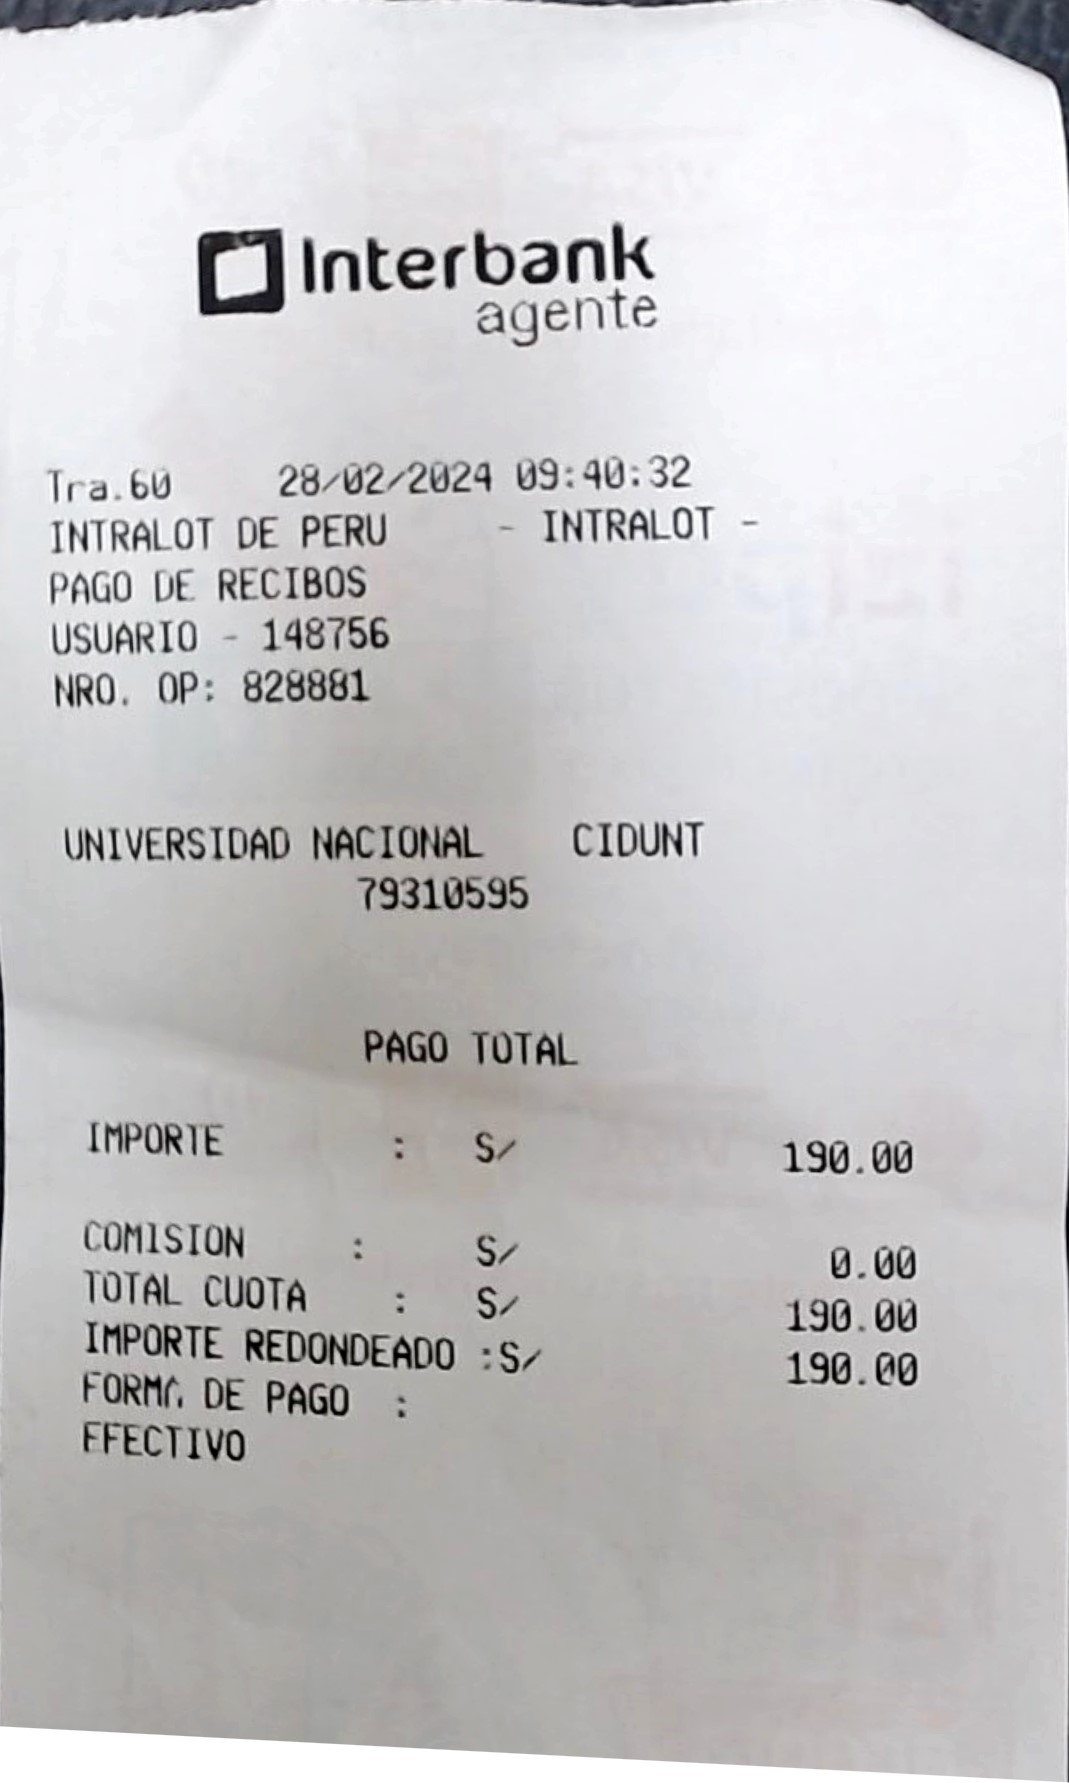 Interbank
agente
Tra.60 28/02/2024 09:40:32
INTRALOT DE PERU - INTRALOT -
PAGO DE RECIBOS
USUARIO - 148756
NRO. OP: 828881
UNIVERSIDAD NACIONAL CIDUNT
79310595
PAGO TOTAL
IMPORTE : S/ 190.00
COMISION : S/ 0.00
TOTAL CUOTA : S/ 190.00
IMPORTE REDONDEADO :S/ 190.00
FORMA DE PAGO :
EFECTIVO